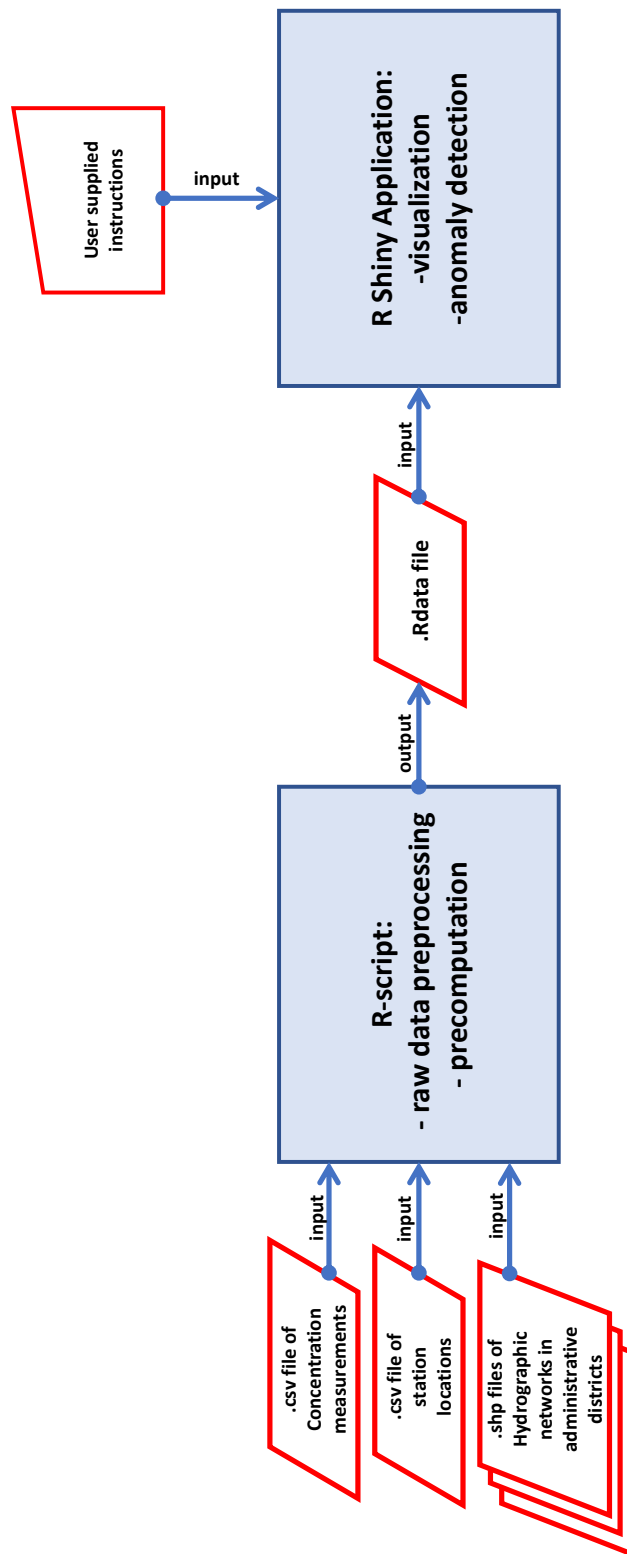 .csv file of
Concentration
measurements
input
.csv file of
station
locations
input
.shp files of
Hydrographic
networks in
administrative
districts
input
R-script:
- raw data preprocessing
- precomputation
output
.Rdata file
input
User supplied
instructions
input
R Shiny Application:
-visualization
-anomaly detection